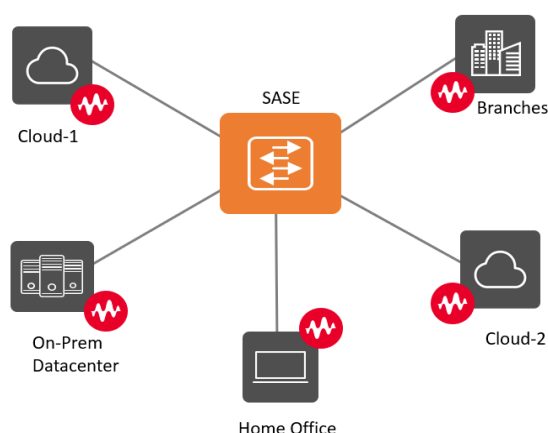 SASE
Cloud-1
Branches
On-Prem
Datacenter
Cloud-2
Home Office